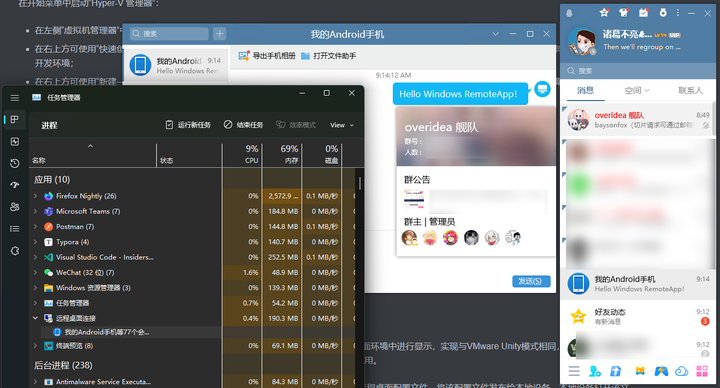 在开始菜单中启动"Hyper-V 管理器":
在左侧"虚拟机管理器"中
在右上方可使用"快速创
开发环境；
在右上方可使用"新建
搜索
我的Android手机
我的Android手机
9:14
Hello Windows RemoteA
导出手机相册
打开文件助手
9:14:12 AM
Hello Windows RemoteApp!
overidea 舰队
群号：
人数：
群公告
群主 | 管理员
发送(S)
任务管理器
进程
运行新任务
结束任务
效率模式
View
9%
69%
0%
名称
状态
CPU
内存
磁盘
应用 (10)
Firefox Nightly (26)
0%
2,572.9 ...
0.1 MB/秒
Microsoft Teams (7)
0%
184.8 MB
0 MB/秒
Postman (7)
0%
144.8 MB
0.1 MB/秒
Typora (4)
0%
140.7 MB
0 MB/秒
Visual Studio Code - Insiders...
0%
252.5 MB
0.1 MB/秒
WeChat (32 位) (7)
1.6%
48.9 MB
0 MB/秒
Windows 资源管理器 (3)
0%
139.3 MB
0 MB/秒
任务管理器
0.7%
54.2 MB
0 MB/秒
远程桌面连接
0.4%
190.3 MB
0 MB/秒
我的Android手机等77个会...
终端预览 (8)
0%
69.1 MB
0 MB/秒
后台进程 (238)
Antimalware Service Executa...
0%
84.3 MB
0 MB/秒
面环境中进行显示，实现与VMware Unity模式相同，
用。
诸葛不亮
Then we'll regroup on ...
搜索
消息
空间
联系人
overidea 舰队
8:49
baysonfox（切片请求可通过邮
我的Android手机
9:14
Hello Windows RemoteApp!
好友动态
9:12
有新消息
3
9:12